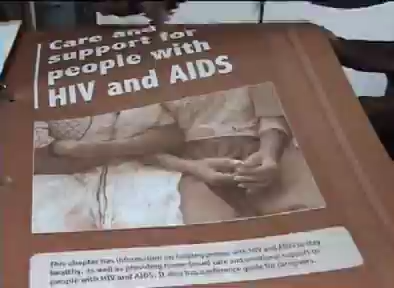 Care and
support for
people with
HIV and AIDS
This chapter has information on helping people with HIV and AIDS to stay
healthy, as well as providing home-based care and emotional support to
people with HIV and AIDS. It also has a reference guide for caregivers.